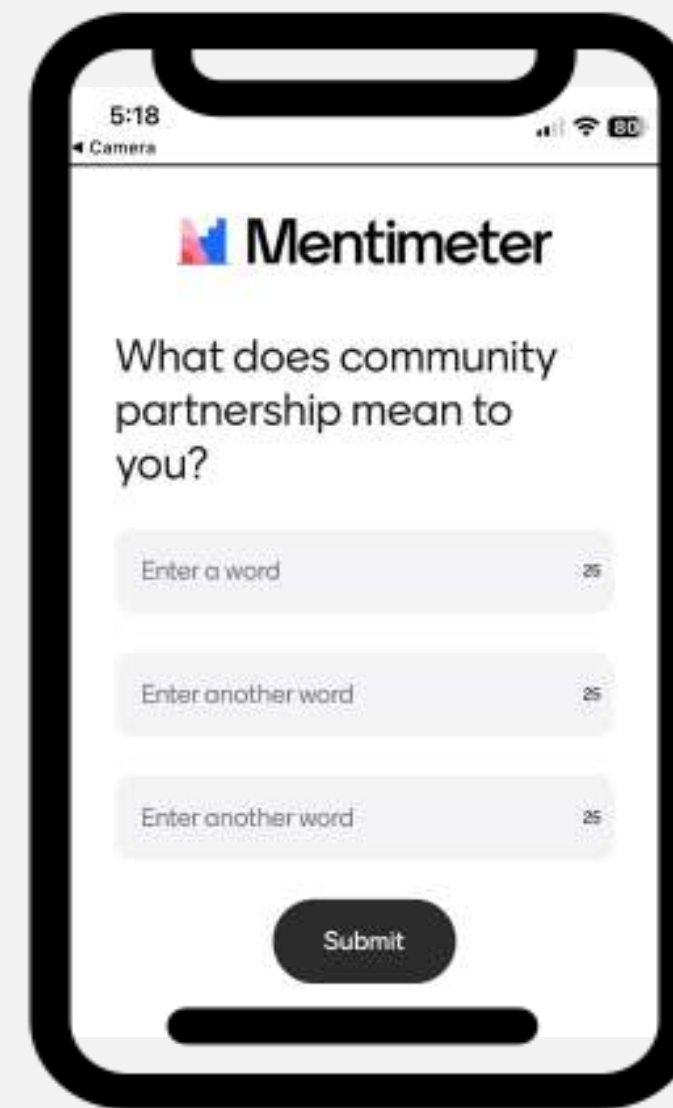 5:18
◀ Camera
80
Mentimeter
What does community
partnership mean to
you?
Enter a word 25
Enter another word 25
Enter another word 25
Submit